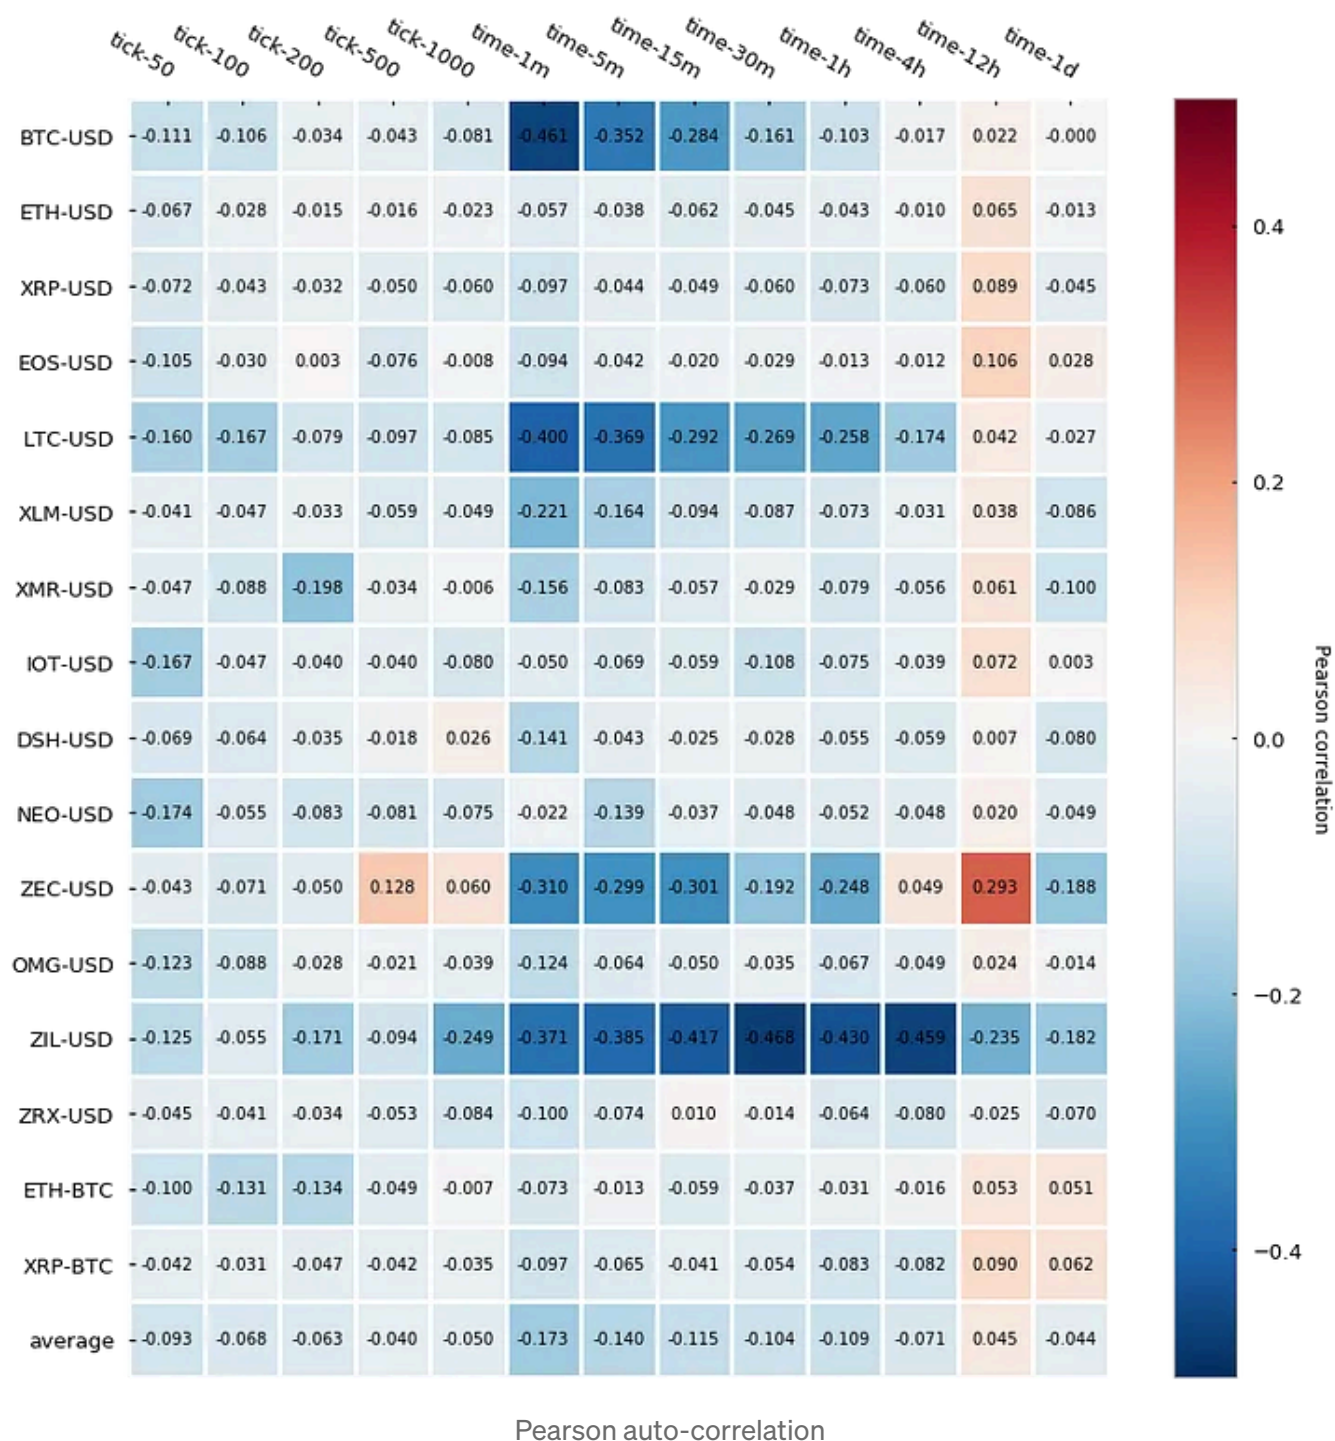 tick-50 tick-100 tick-200 tick-500 tick-1000 time-1m time-5m time-15m time-30m time-1h time-4h time-12h time-1d
BTC-USD -0.111 -0.106 -0.034 -0.043 -0.081 -0.461 -0.352 -0.284 -0.161 -0.103 -0.017 0.022 -0.000
ETH-USD -0.067 -0.028 -0.015 -0.016 -0.023 -0.057 -0.038 -0.062 -0.045 -0.043 -0.010 0.065 -0.013
XRP-USD -0.072 -0.043 -0.032 -0.050 -0.060 -0.097 -0.044 -0.049 -0.060 -0.073 -0.060 0.089 -0.045
EOS-USD -0.105 -0.030 0.003 -0.076 -0.008 -0.094 -0.042 -0.020 -0.029 -0.013 -0.012 0.106 0.028
LTC-USD -0.160 -0.167 -0.079 -0.097 -0.085 -0.400 -0.369 -0.292 -0.269 -0.258 -0.174 0.042 -0.027
XLM-USD -0.041 -0.047 -0.033 -0.059 -0.049 -0.221 -0.164 -0.094 -0.087 -0.073 -0.031 0.038 -0.086
XMR-USD -0.047 -0.088 -0.198 -0.034 -0.006 -0.156 -0.083 -0.057 -0.029 -0.079 -0.056 0.061 -0.100
IOT-USD -0.167 -0.047 -0.040 -0.040 -0.080 -0.050 -0.069 -0.059 -0.108 -0.075 -0.039 0.072 0.003
DSH-USD -0.069 -0.064 -0.035 -0.018 0.026 -0.141 -0.043 -0.025 -0.028 -0.055 -0.059 0.007 -0.080
NEO-USD -0.174 -0.055 -0.083 -0.081 -0.075 -0.022 -0.139 -0.037 -0.048 -0.052 -0.048 0.020 -0.049
ZEC-USD -0.043 -0.071 -0.050 0.128 0.060 -0.310 -0.299 -0.301 -0.192 -0.248 0.049 0.293 -0.188
OMG-USD -0.123 -0.088 -0.028 -0.021 -0.039 -0.124 -0.064 -0.050 -0.035 -0.067 -0.049 0.024 -0.014
ZIL-USD -0.125 -0.055 -0.171 -0.094 -0.249 -0.371 -0.385 -0.417 -0.468 -0.430 -0.459 -0.235 -0.182
ZRX-USD -0.045 -0.041 -0.034 -0.053 -0.084 -0.100 -0.074 0.010 -0.014 -0.064 -0.080 -0.025 -0.070
ETH-BTC -0.100 -0.131 -0.134 -0.049 -0.007 -0.073 -0.013 -0.059 -0.037 -0.031 -0.016 0.053 0.051
XRP-BTC -0.042 -0.031 -0.047 -0.042 -0.035 -0.097 -0.065 -0.041 -0.054 -0.083 -0.082 0.090 0.062
average -0.093 -0.068 -0.063 -0.040 -0.050 -0.173 -0.140 -0.115 -0.104 -0.109 -0.071 0.045 -0.044
0.4
0.2
0.0
−0.2
−0.4
Pearson correlation
Pearson auto-correlation